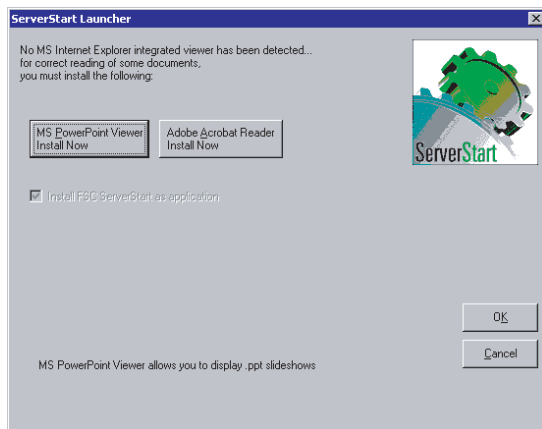 ServerStart Launcher
No MS Internet Explorer integrated viewer has been detected...
for correct reading of some documents,
you must install the following:
MS PowerPoint Viewer
Install Now
Adobe Acrobat Reader
Install Now
ServerStart
Install FSC ServerStart as application
OK
Cancel
MS PowerPoint Viewer allows you to display .ppt slideshows